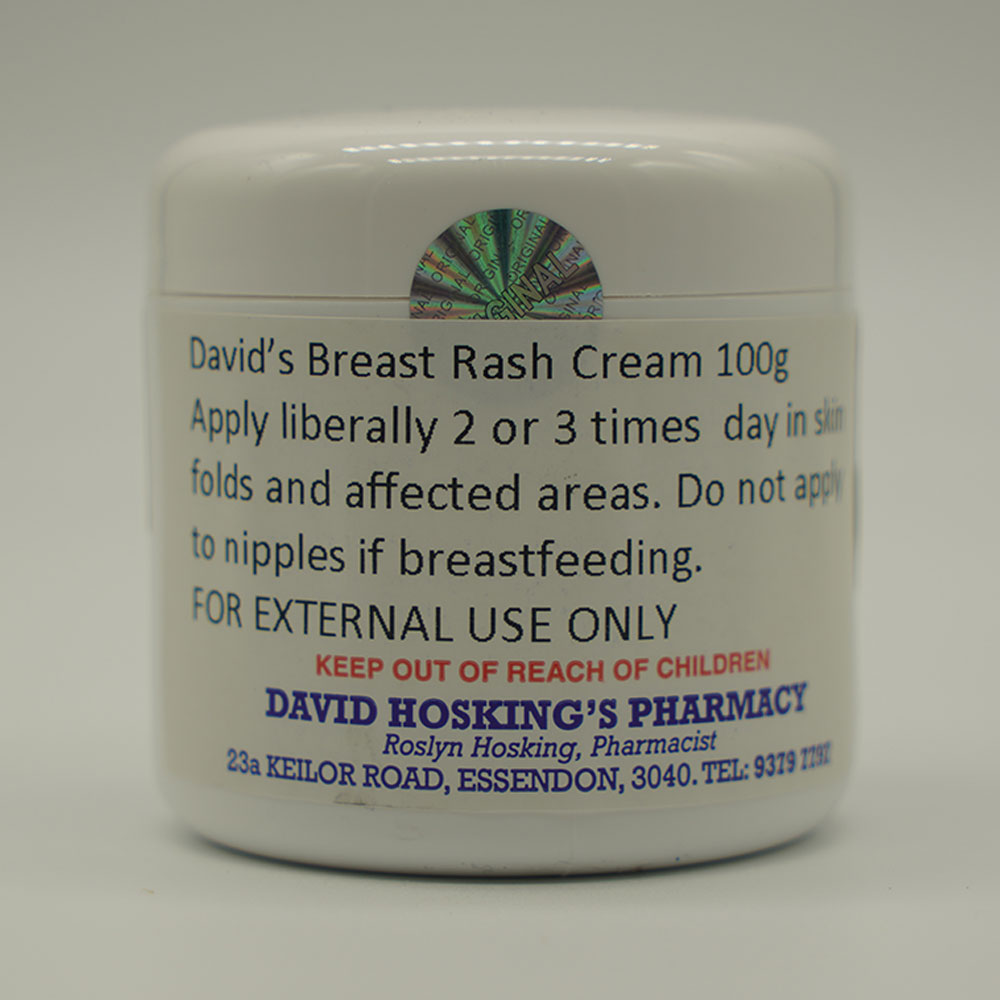 ORIGINAL
David's Breast Rash Cream 100g
Apply liberally 2 or 3 times day in skin
folds and affected areas. Do not apply
to nipples if breastfeeding.
FOR EXTERNAL USE ONLY
KEEP OUT OF REACH OF CHILDREN
DAVID HOSKING'S PHARMACY
Roslyn Hosking, Pharmacist
23a KEILOR ROAD, ESSENDON, 3040. TEL: 9379